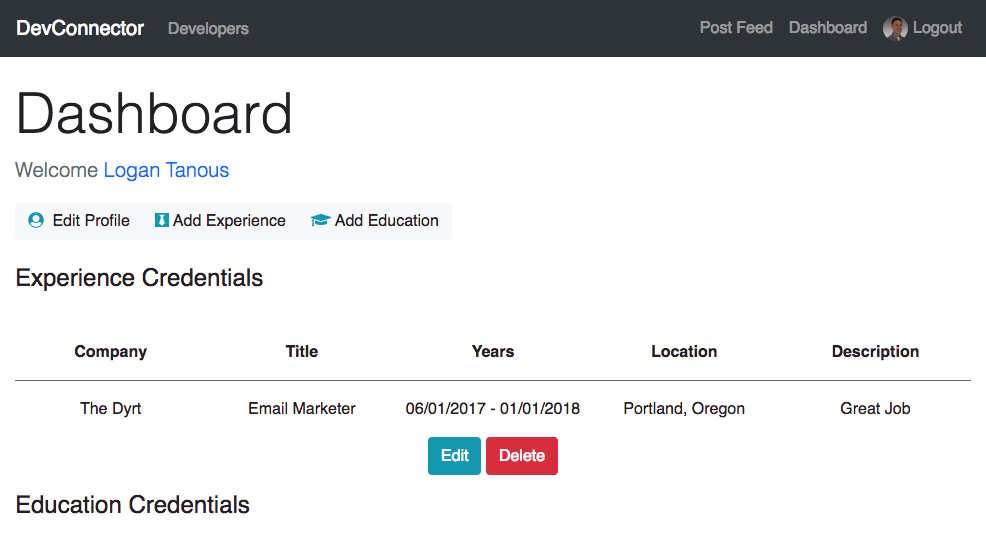 DevConnector Developers Post Feed Dashboard Logout
Dashboard
Welcome Logan Tanous
Edit Profile Add Experience Add Education
Experience Credentials
Company Title Years Location Description
The Dyrt Email Marketer 06/01/2017 - 01/01/2018 Portland, Oregon Great Job
Edit Delete
Education Credentials